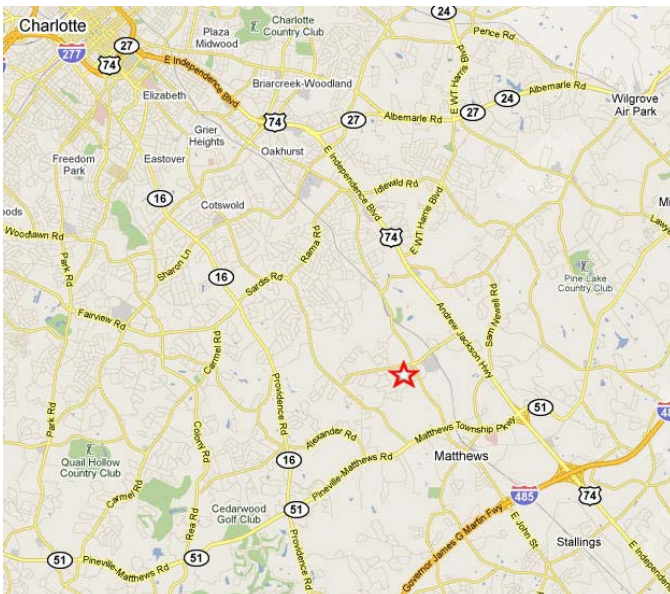 Charlotte
27
277
74
Plaza
Midwood
Charlotte
Country Club
24
Pence Rd
E WT Harris Blvd
E Independence Blvd
Briarcreek-Woodland
Elizabeth
Grier
Heights
74
27
Albemarle Rd
27
24
Albemarle Rd
Wilgrove
Air Park
Freedom
Park
Eastover
Oakhurst
E Independence Blvd
16
Cotswold
Idlewild Rd
E WT Harris Blvd
74
Woodlawn Rd
Park Rd
Sharon Ln
16
Rama Rd
Sardis Rd
Lawy
Pine Lake
Country Club
Fairview Rd
Carmel Rd
Andrew Jackson Hwy
Sam Newell Rd
Providence Rd
Park Rd
Colony Rd
Alexander Rd
16
Matthews Township Pkwy
51
Quail Hollow
Country Club
Carmel Rd
Rea Rd
Pineville-Matthews Rd
Matthews
485
74
Cedarwood
Golf Club
51
Providence Rd
Governor James G Martin Fwy
E John St
Stallings
E Independence
51
Pineville-Matthews Rd
51